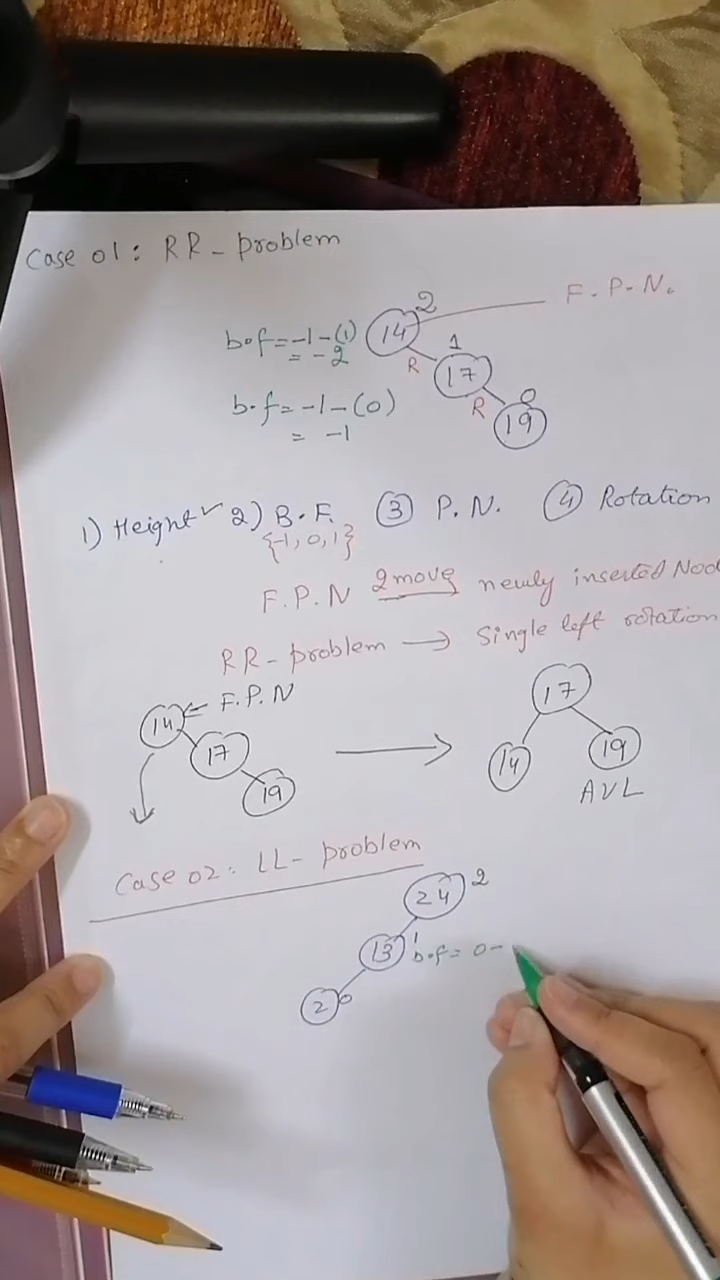 Case 01: RR-problem
F.P.N.
2
14
b.f=-1-(1)
= -2
R
1
17
b.f=-1-(0)
= -1
R
0
19
1) Height✓ 2) B.F. ③ P.N. ④ Rotation
{-1,0,1}
F.P.N 2move newly inserted Nod
RR-problem → Single left rotation
14 ← F.P.N
17
19
→
17
14
19
AVL
Case 02: LL-problem
24 2
13 1 b.f= 0-
2 0